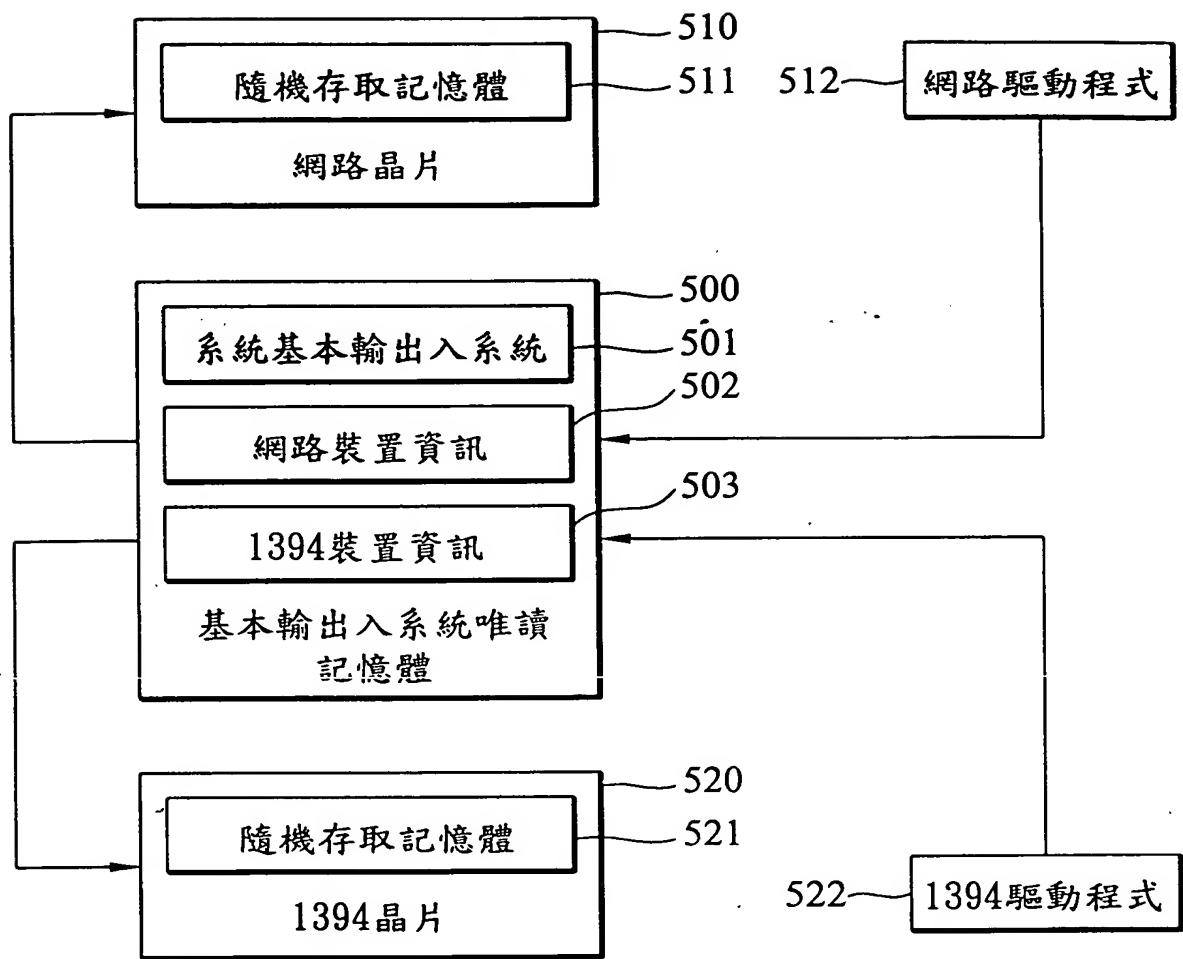 510
隨機存取記憶體
511
網路晶片
512
網路驅動程式
500
系統基本輸出入系統
501
502
網路裝置資訊
503
1394裝置資訊
基本輸出入系統唯讀
記憶體
520
隨機存取記憶體
521
1394晶片
522
1394驅動程式